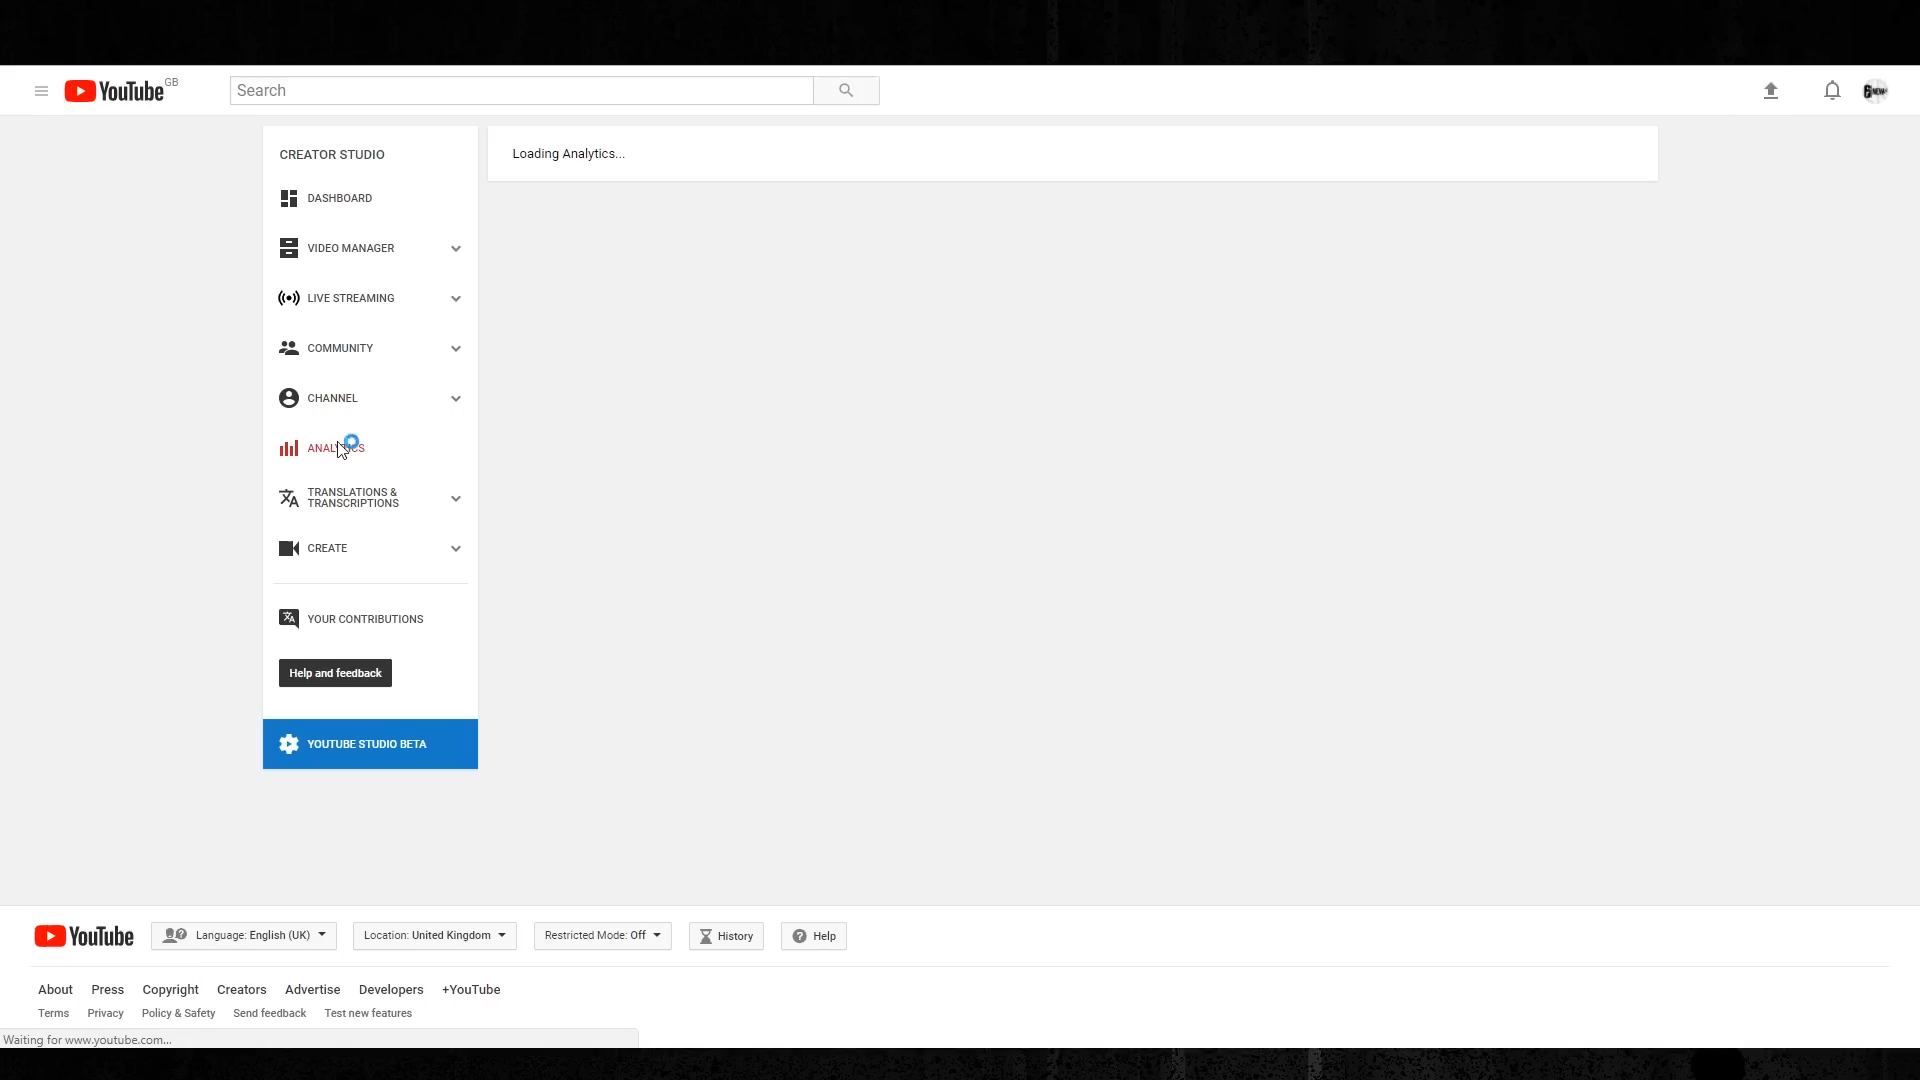 YouTube GB
Search
CREATOR STUDIO
Loading Analytics...
DASHBOARD
VIDEO MANAGER
LIVE STREAMING
COMMUNITY
CHANNEL
ANALYTICS
TRANSLATIONS &
TRANSCRIPTIONS
CREATE
YOUR CONTRIBUTIONS
Help and feedback
YOUTUBE STUDIO BETA
YouTube Language: English (UK) Location: United Kingdom Restricted Mode: Off History Help
About Press Copyright Creators Advertise Developers +YouTube
Terms Privacy Policy & Safety Send feedback Test new features
Waiting for www.youtube.com...